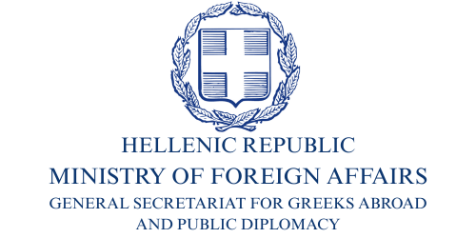 HELLENIC REPUBLIC
MINISTRY OF FOREIGN AFFAIRS
GENERAL SECRETARIAT FOR GREEKS ABROAD
AND PUBLIC DIPLOMACY